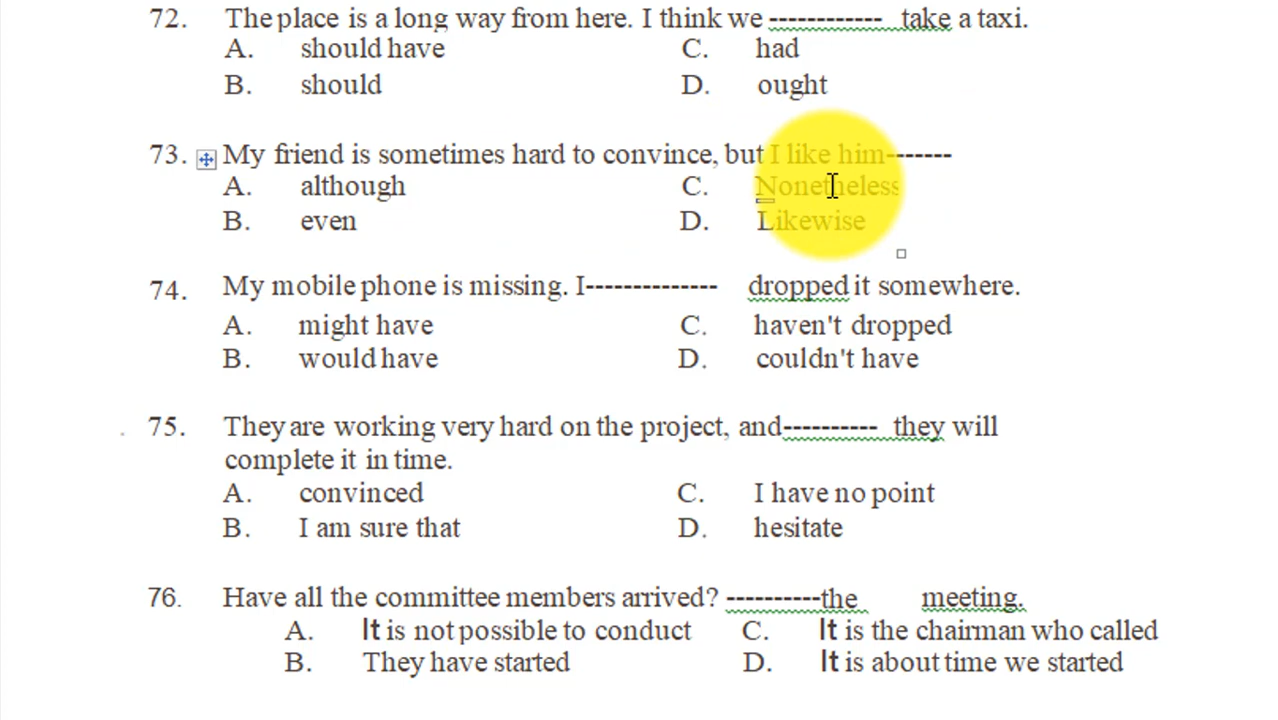 72. The place is a long way from here. I think we ------------ take a taxi.
A. should have C. had
B. should D. ought
73. My friend is sometimes hard to convince, but I like him-------
A. although C. Nonetheless
B. even D. Likewise
74. My mobile phone is missing. I-------------- dropped it somewhere.
A. might have C. haven't dropped
B. would have D. couldn't have
75. They are working very hard on the project, and---------- they will
complete it in time.
A. convinced C. I have no point
B. I am sure that D. hesitate
76. Have all the committee members arrived? ----------the meeting.
A. It is not possible to conduct C. It is the chairman who called
B. They have started D. It is about time we started